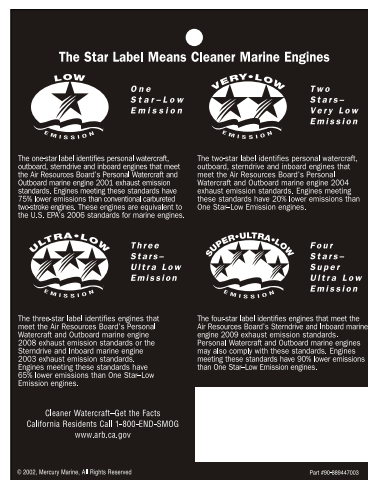 The Star Label Means Cleaner Marine Engines
LOW
EMISSION
One
Star–Low
Emission
VERY•LOW
EMISSION
Two
Stars–
Very Low
Emission
The one-star label identifies personal watercraft,
outboard, sterndrive and inboard engines that meet
the Air Resources Board's Personal Watercraft and
Outboard marine engine 2001 exhaust emission
standards. Engines meeting these standards have
75% lower emissions than conventional carbureted
two-stroke engines. These engines are equivalent to
the U.S. EPA's 2006 standards for marine engines.
The two-star label identifies personal watercraft,
outboard, sterndrive and inboard engines that
meet the Air Resources Board's Personal
Watercraft and Outboard marine engine 2004
exhaust emission standards. Engines meeting
these standards have 20% lower emissions than
One Star–Low Emission engines.
ULTRA•LOW
EMISSION
Three
Stars–
Ultra Low
Emission
SUPER•ULTRA•LOW
EMISSION
Four
Stars–
Super
Ultra Low
Emission
The three-star label identifies engines that
meet the Air Resources Board's Personal
Watercraft and Outboard marine engine
2008 exhaust emission standards or the
Sterndrive and Inboard marine engine
2003 exhaust emission standards.
Engines meeting these standards have
65% lower emissions than One Star–Low
Emission engines.
The four-star label identifies engines that meet the
Air Resources Board's Sterndrive and Inboard marine
engine 2009 exhaust emission standards.
Personal Watercraft and Outboard marine engines
may also comply with these standards. Engines
meeting these standards have 90% lower emissions
than One Star–Low Emission engines.
Cleaner Watercraft–Get the Facts
California Residents Call 1-800-END-SMOG
www.arb.ca.gov
© 2002, Mercury Marine, All Rights Reserved
Part #90-889447003